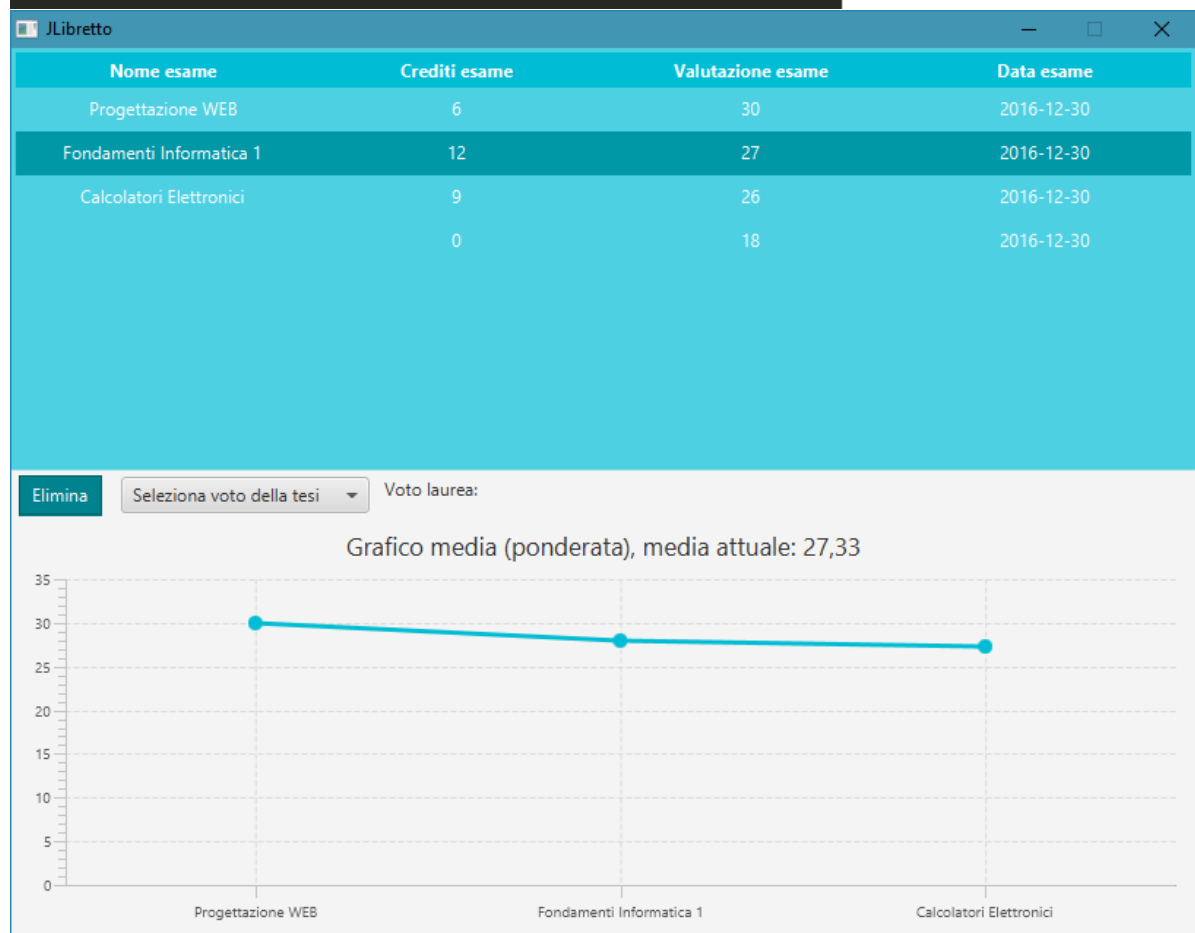 JLibretto
Nome esame Crediti esame Valutazione esame Data esame
Progettazione WEB 6 30 2016-12-30
Fondamenti Informatica 1 12 27 2016-12-30
Calcolatori Elettronici 9 26 2016-12-30
0 18 2016-12-30
Elimina Seleziona voto della tesi Voto laurea:
Grafico media (ponderata), media attuale: 27,33
35
30
25
20
15
10
5
0
Progettazione WEB Fondamenti Informatica 1 Calcolatori Elettronici